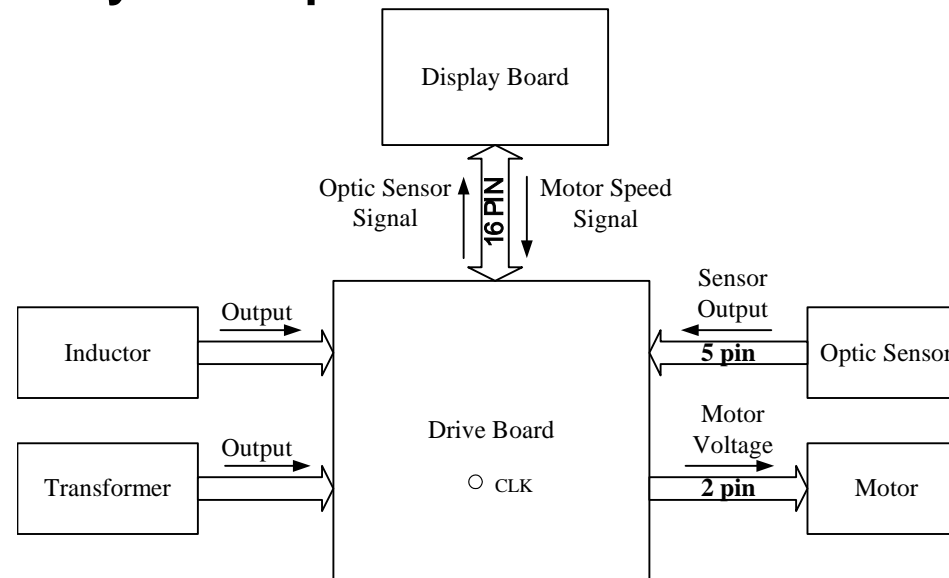 Display Board
Optic Sensor
Signal
16 PIN
Motor Speed
Signal
Output
Inductor
Sensor
Output
5 pin
Optic Sensor
Drive Board
CLK
Output
Transformer
Motor
Voltage
2 pin
Motor